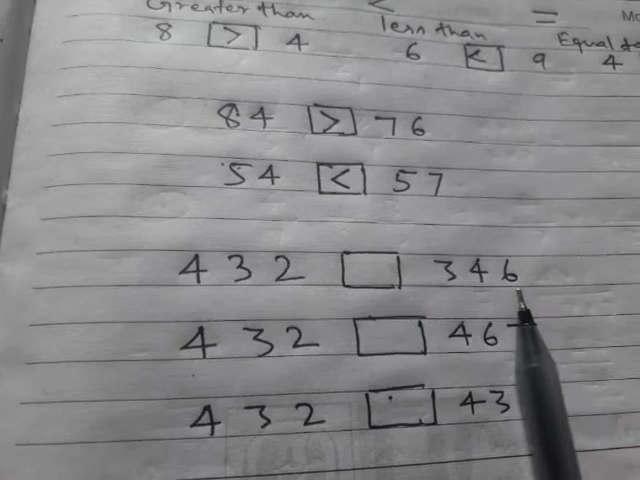 Greater than < less than = Mo
8 > 4 6 < 9 Equal to 4
84 > 76
54 < 57
432 346
432 46
432 43